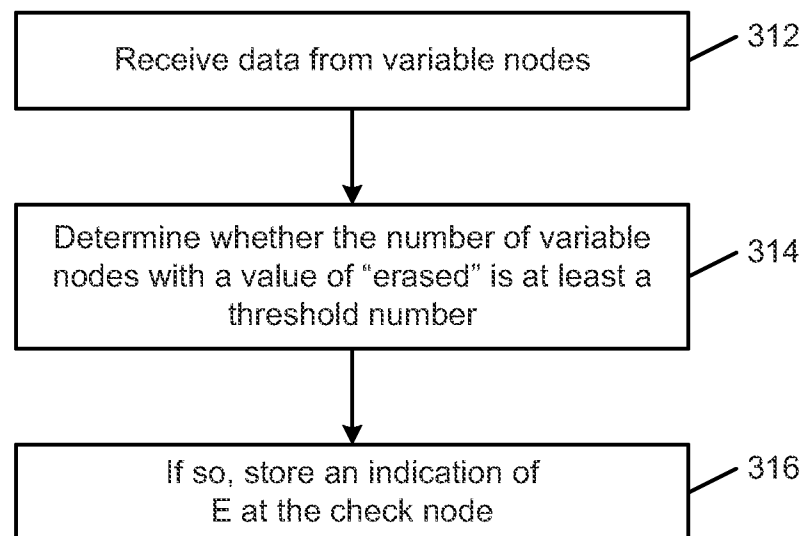 Receive data from variable nodes
312
Determine whether the number of variable
nodes with a value of “erased” is at least a
threshold number
314
If so, store an indication of
E at the check node
316